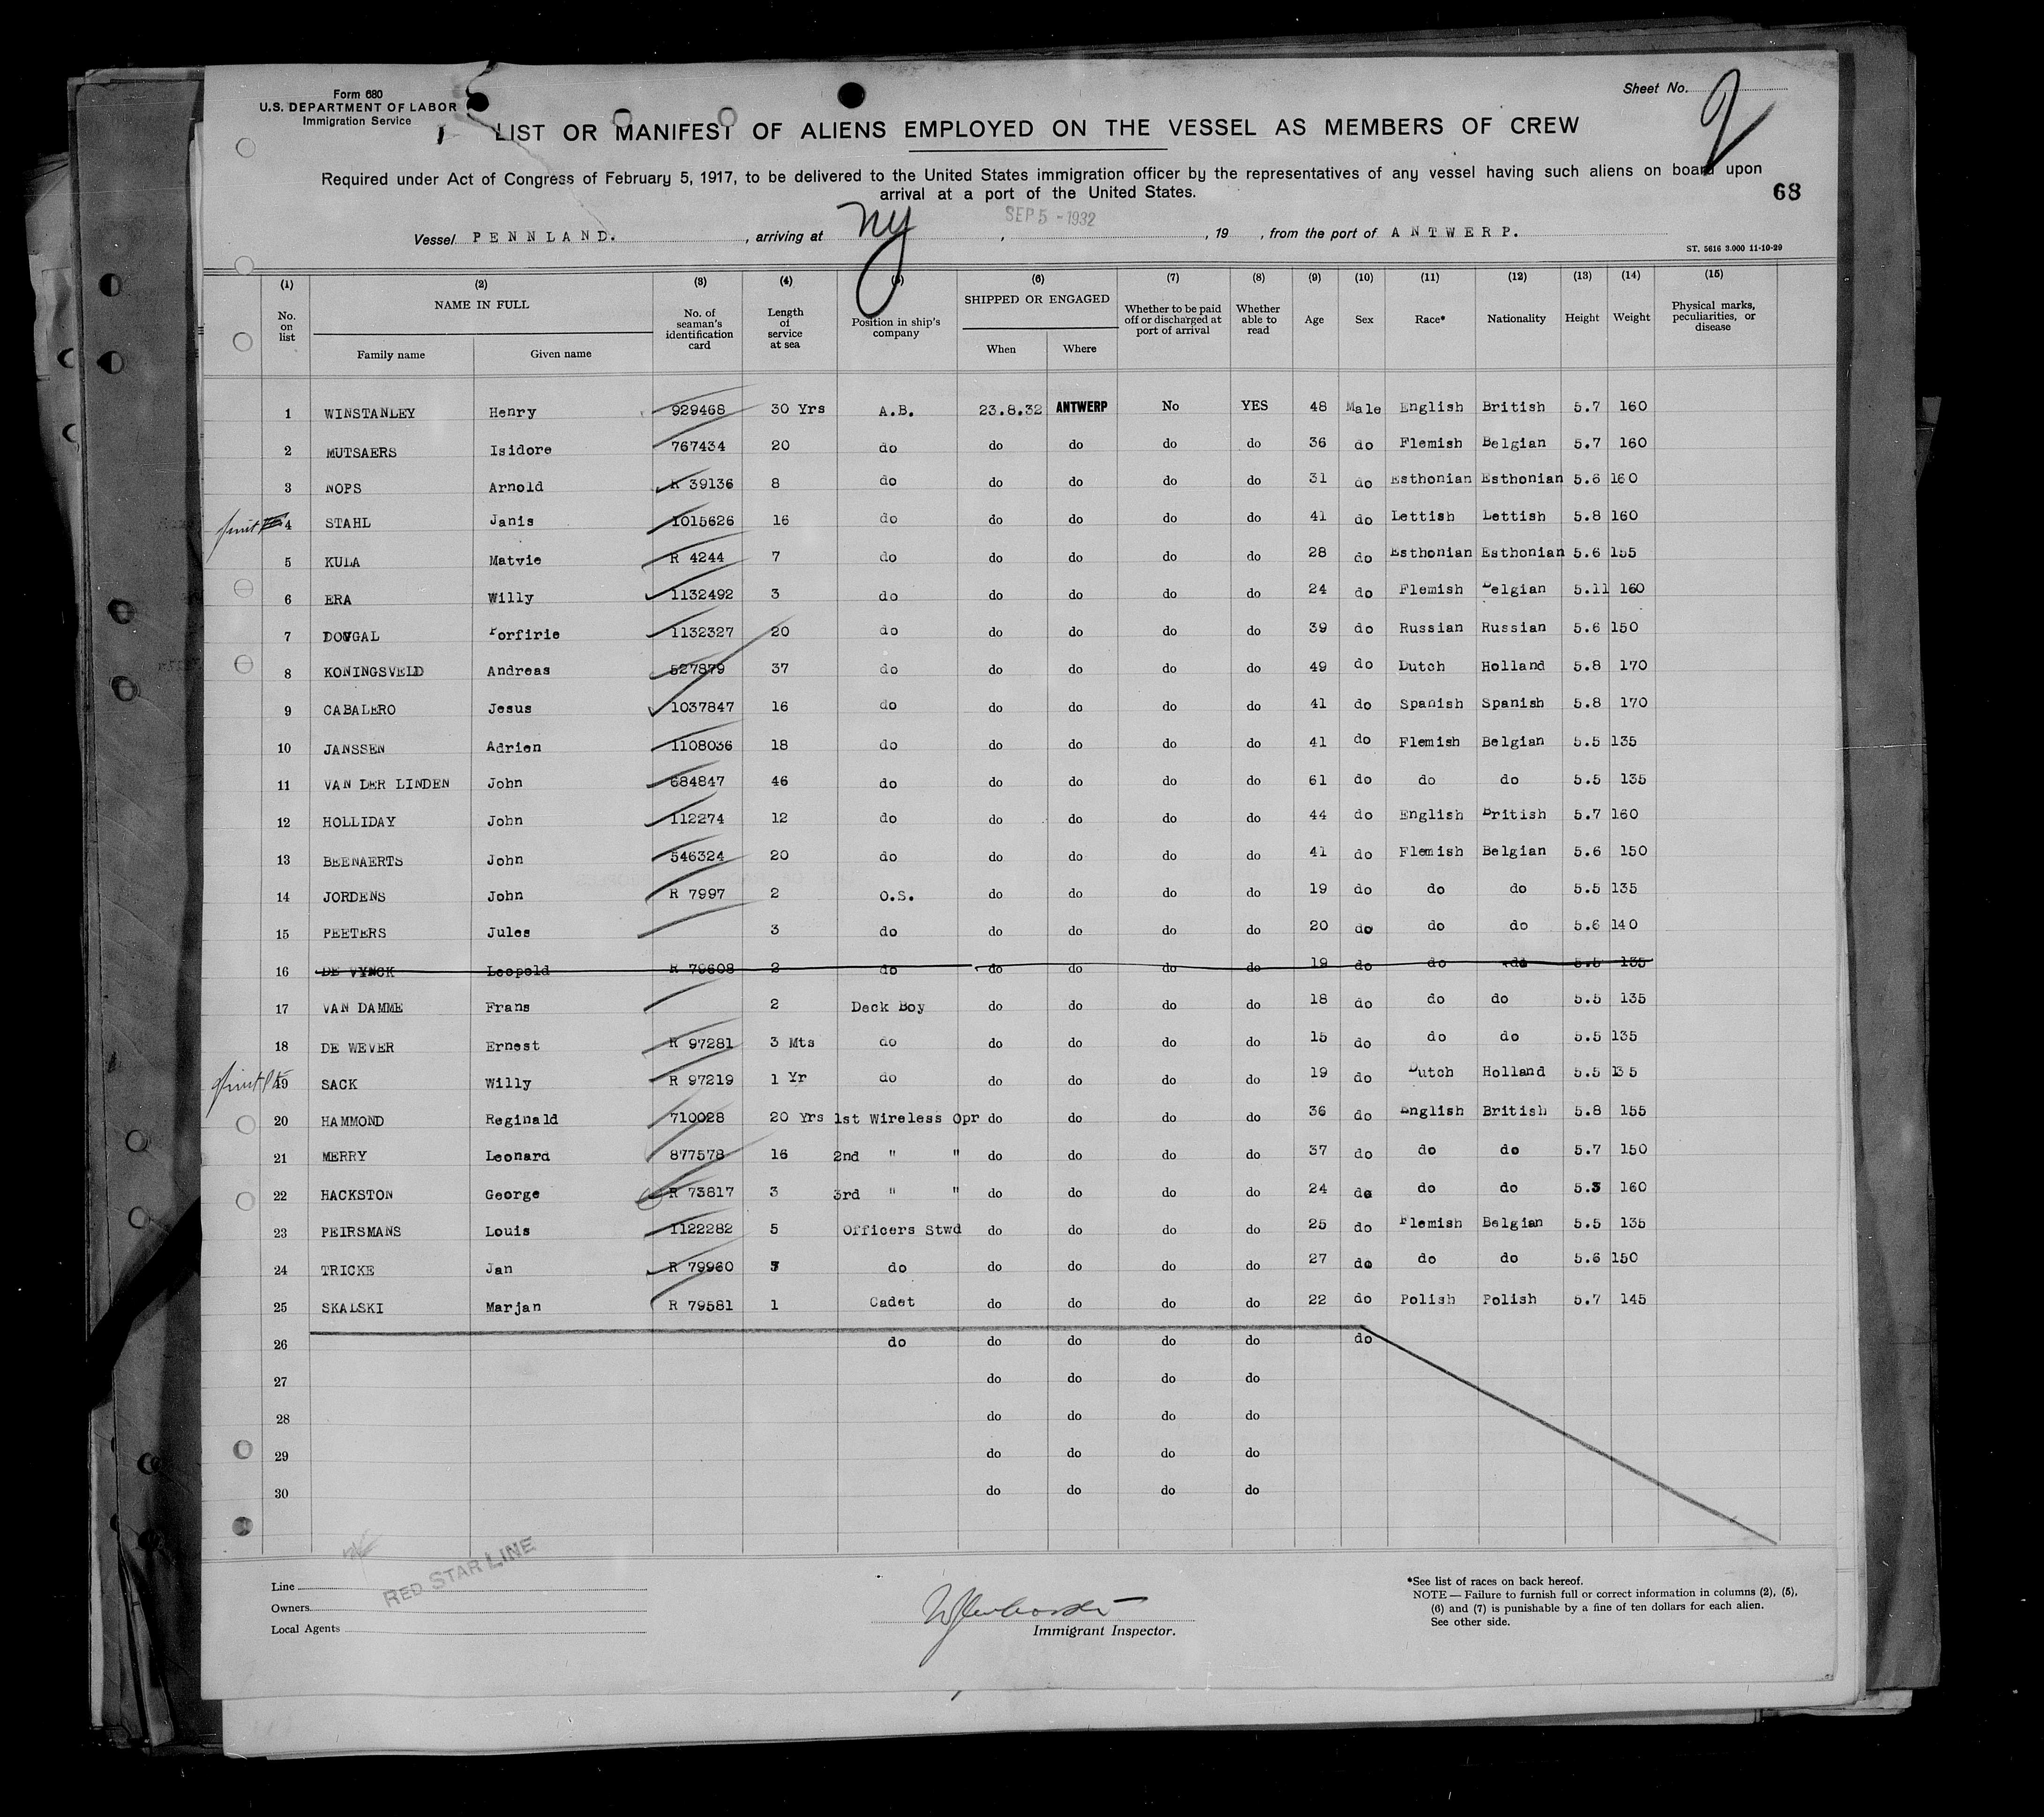 Form 680
U.S. DEPARTMENT OF LABOR
Immigration Service
Sheet No. 2
LIST OR MANIFEST OF ALIENS EMPLOYED ON THE VESSEL AS MEMBERS OF CREW
Required under Act of Congress of February 5, 1917, to be delivered to the United States immigration officer by the representatives of any vessel having such aliens on board upon
arrival at a port of the United States.
68
Vessel PENNLAND. , arriving at NY , SEP 5 - 1932 , 19 , from the port of ANTWERP.
ST. 5616 3.000 11-10-29
(1) (2) (3) (4) (5) (6) (7) (8) (9) (10) (11) (12) (13) (14) (15)
No. on list NAME IN FULL Family name Given name No. of seaman's identification card Length of service at sea Position in ship's company SHIPPED OR ENGAGED When Where Whether to be paid off or discharged at port of arrival Whether able to read Age Sex Race* Nationality Height Weight Physical marks, peculiarities, or disease
1 WINSTANLEY Henry 929468 30 Yrs A.B. 23.8.32 ANTWERP No YES 48 Male English British 5.7 160
2 MUTSAERS Isidore 767434 20 do do do do do 36 do Flemish Belgian 5.7 160
3 NOPS Arnold R 39136 8 do do do do do 31 do Esthonian Esthonian 5.6 160
4 STAHL Janis 1015626 16 do do do do do 41 do Lettish Lettish 5.8 160
5 KULA Matvie R 4244 7 do do do do do 28 do Esthonian Esthonian 5.6 155
6 ERA Willy 1132492 3 do do do do do 24 do Flemish Belgian 5.11 160
7 DOVGAL Porfirie 1132327 20 do do do do do 39 do Russian Russian 5.6 150
8 KONINGSVELD Andreas 527879 37 do do do do do 49 do Dutch Holland 5.8 170
9 CABALERO Jesus 1037847 16 do do do do do 41 do Spanish Spanish 5.8 170
10 JANSSEN Adrien 1108036 18 do do do do do 41 do Flemish Belgian 5.5 135
11 VAN DER LINDEN John 684847 46 do do do do do 61 do do do 5.5 135
12 HOLLIDAY John 112274 12 do do do do do 44 do English British 5.7 160
13 BEENAERTS John 546324 20 do do do do do 41 do Flemish Belgian 5.6 150
14 JORDENS John R 7997 2 O.S. do do do do 19 do do do 5.5 135
15 PEETERS Jules 3 do do do do do 20 do do do 5.6 140
16 DE VYNCK Leopold R 79608 2 do do do do do 19 do do do 5.5 135
17 VAN DAMME Frans 2 Deck Boy do do do do 18 do do do 5.5 135
18 DE WEVER Ernest R 97281 3 Mts do do do do do 15 do do do 5.5 135
19 SACK Willy R 97219 1 Yr do do do do do 19 do Dutch Holland 5.5 135
20 HAMMOND Reginald 710028 20 Yrs 1st Wireless Opr do do do do 36 do English British 5.8 155
21 MERRY Leonard 877578 16 2nd " " do do do do 37 do do do 5.7 150
22 HACKSTON George R 73817 3 3rd " " do do do do 24 do do do 5.5 160
23 PEIRSMANS Louis 1122282 5 Officers Stwd do do do do 25 do Flemish Belgian 5.5 135
24 TRICKE Jan R 79960 do do do do do 27 do do do 5.6 150
25 SKALSKI Marjan R 79581 1 Cadet do do do do 22 do Polish Polish 5.7 145
26 do do do do do do
27 do do do do
28 do do do do
29 do do do do
30 do do do do
Line RED STAR LINE
Owners
Local Agents
Immigrant Inspector.
*See list of races on back hereof.
NOTE — Failure to furnish full or correct information in columns (2), (5),
(6) and (7) is punishable by a fine of ten dollars for each alien.
See other side.